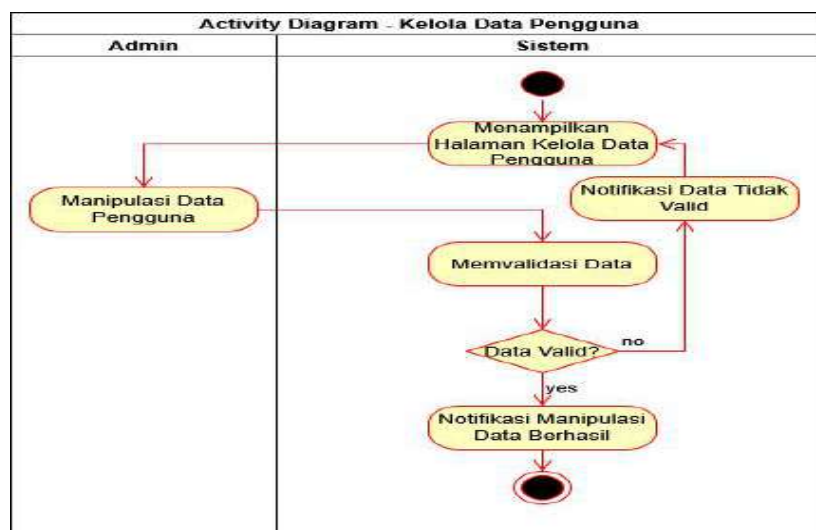 Activity Diagram - Kelola Data Pengguna
Admin
Sistem
Menampilkan
Halaman Kelola Data
Pengguna
Manipulasi Data
Pengguna
Notifikasi Data Tidak
Valid
Memvalidasi Data
Data Valid?
no
yes
Notifikasi Manipulasi
Data Berhasil